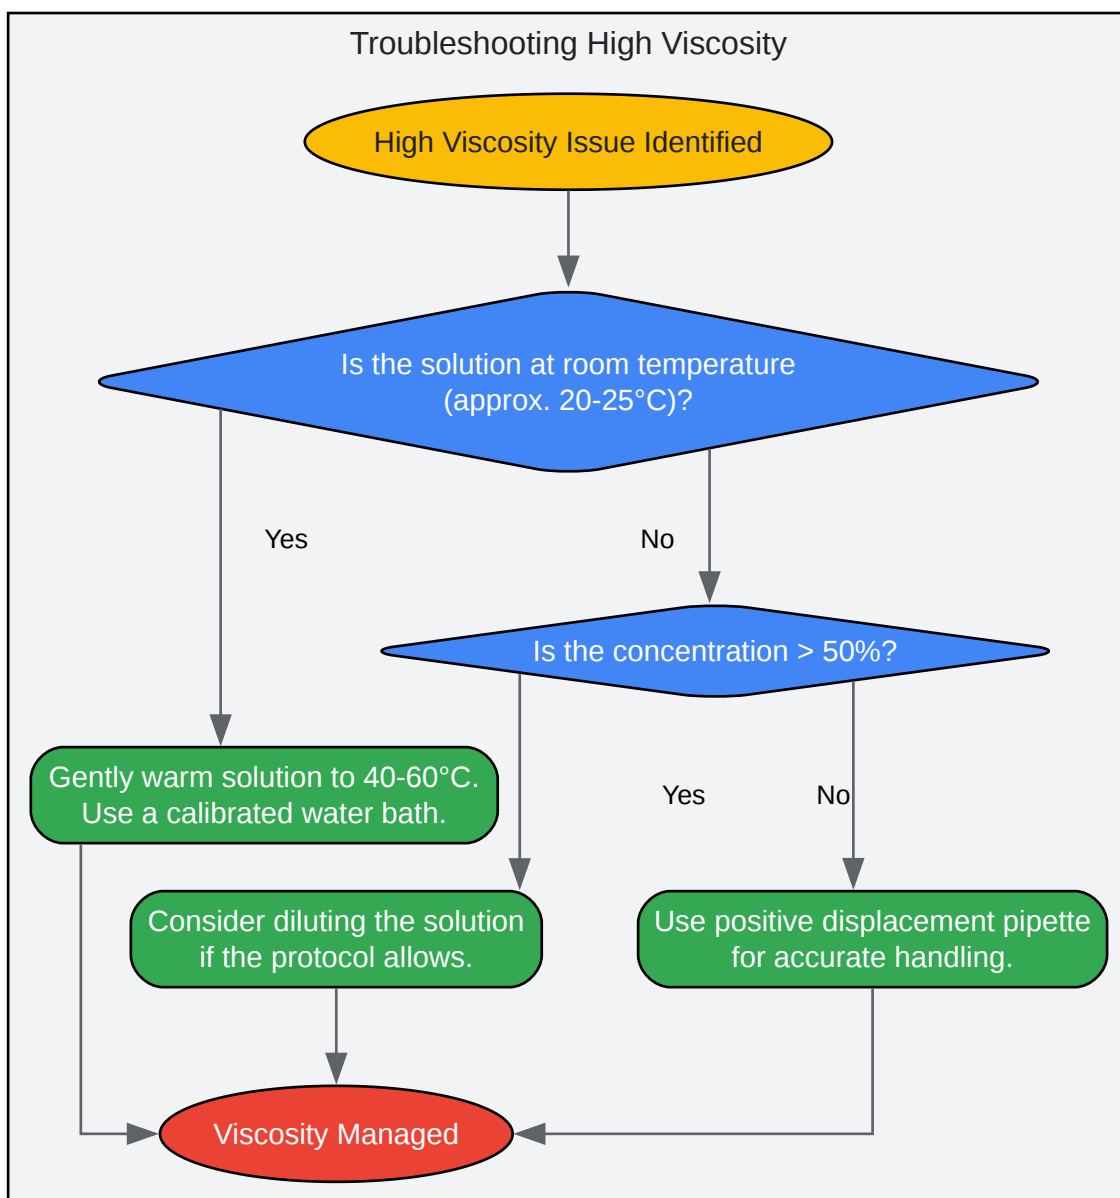 Troubleshooting High Viscosity
High Viscosity Issue Identified
Is the solution at room temperature
(approx. 20-25°C)?
Yes
No
Is the concentration > 50%?
Gently warm solution to 40-60°C.
Use a calibrated water bath.
Yes
No
Consider diluting the solution
if the protocol allows.
Use positive displacement pipette
for accurate handling.
Viscosity Managed